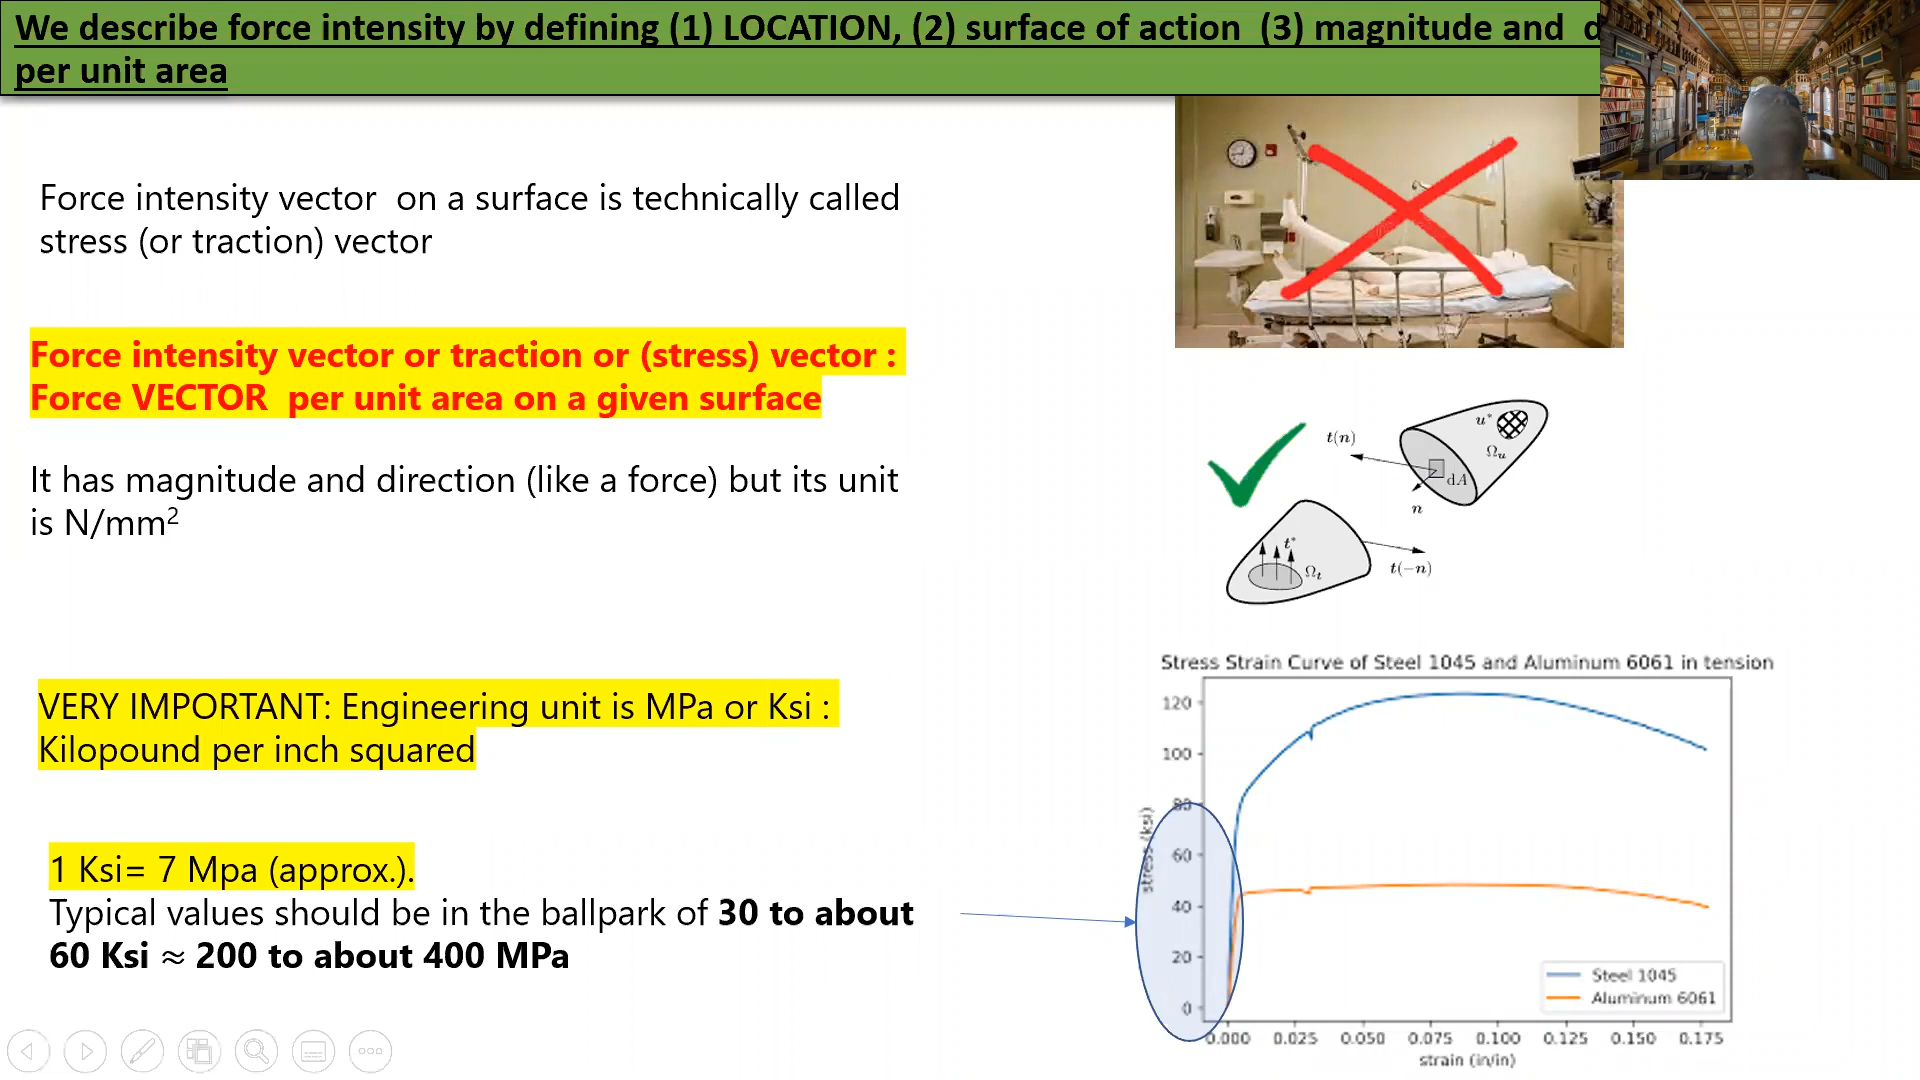 We describe force intensity by defining (1) LOCATION, (2) surface of action (3) magnitude and d
per unit area
Force intensity vector on a surface is technically called
stress (or traction) vector
Force intensity vector or traction or (stress) vector :
Force VECTOR per unit area on a given surface
It has magnitude and direction (like a force) but its unit
is N/mm²
VERY IMPORTANT: Engineering unit is MPa or Ksi :
Kilopound per inch squared
1 Ksi= 7 Mpa (approx.).
Typical values should be in the ballpark of 30 to about
60 Ksi ≈ 200 to about 400 MPa
t(n)
u*
Ωu
dA
n
t*
Ωt
t(−n)
Stress Strain Curve of Steel 1045 and Aluminum 6061 in tension
120
100
80
60
40
20
0
stress (ksi)
Steel 1045
Aluminum 6061
0.000 0.025 0.050 0.075 0.100 0.125 0.150 0.175
strain (in/in)